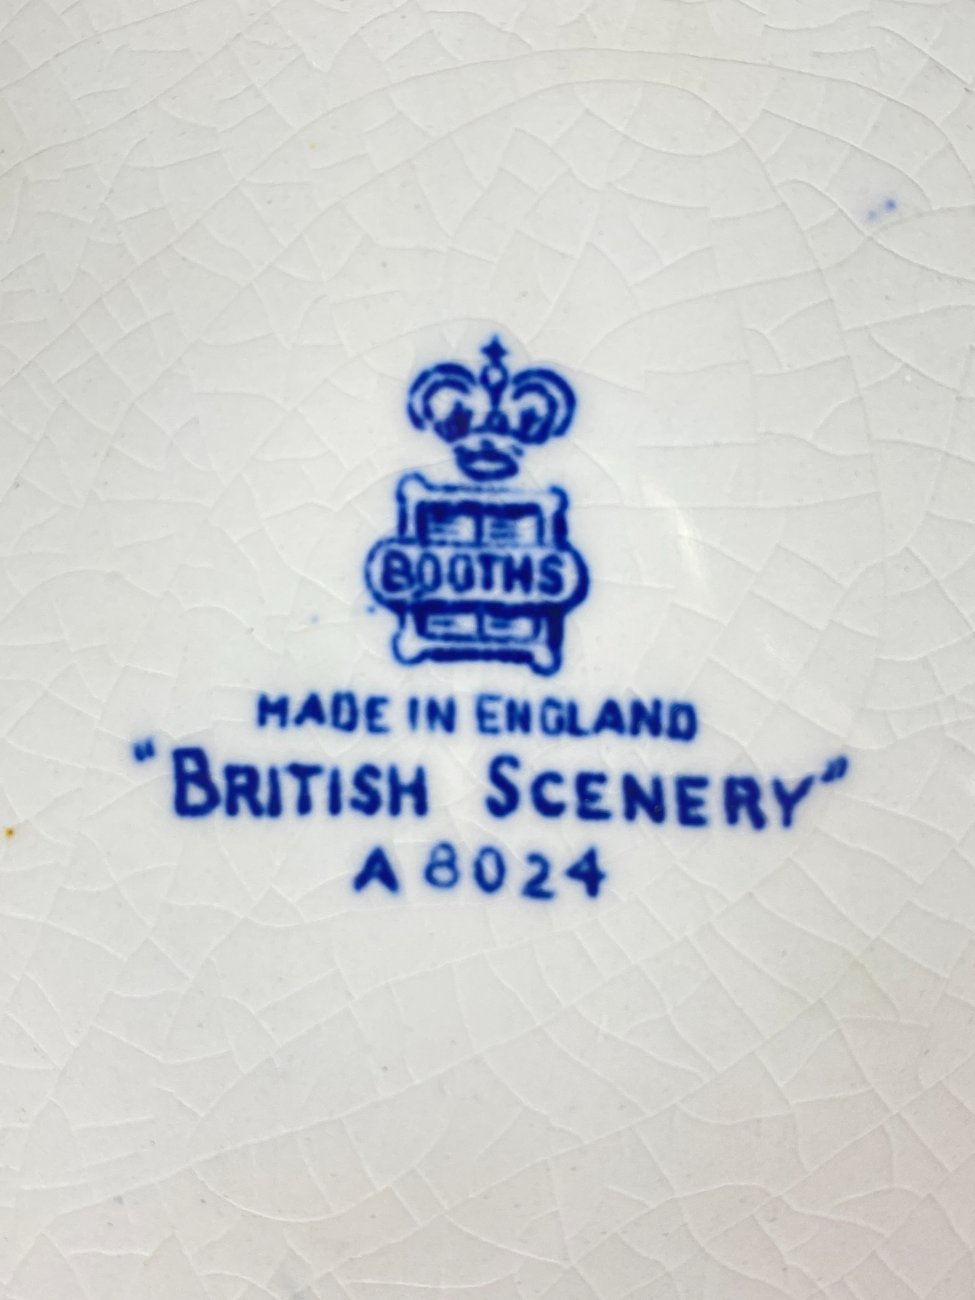 BOOTHS
MADE IN ENGLAND
"BRITISH SCENERY"
A 8024